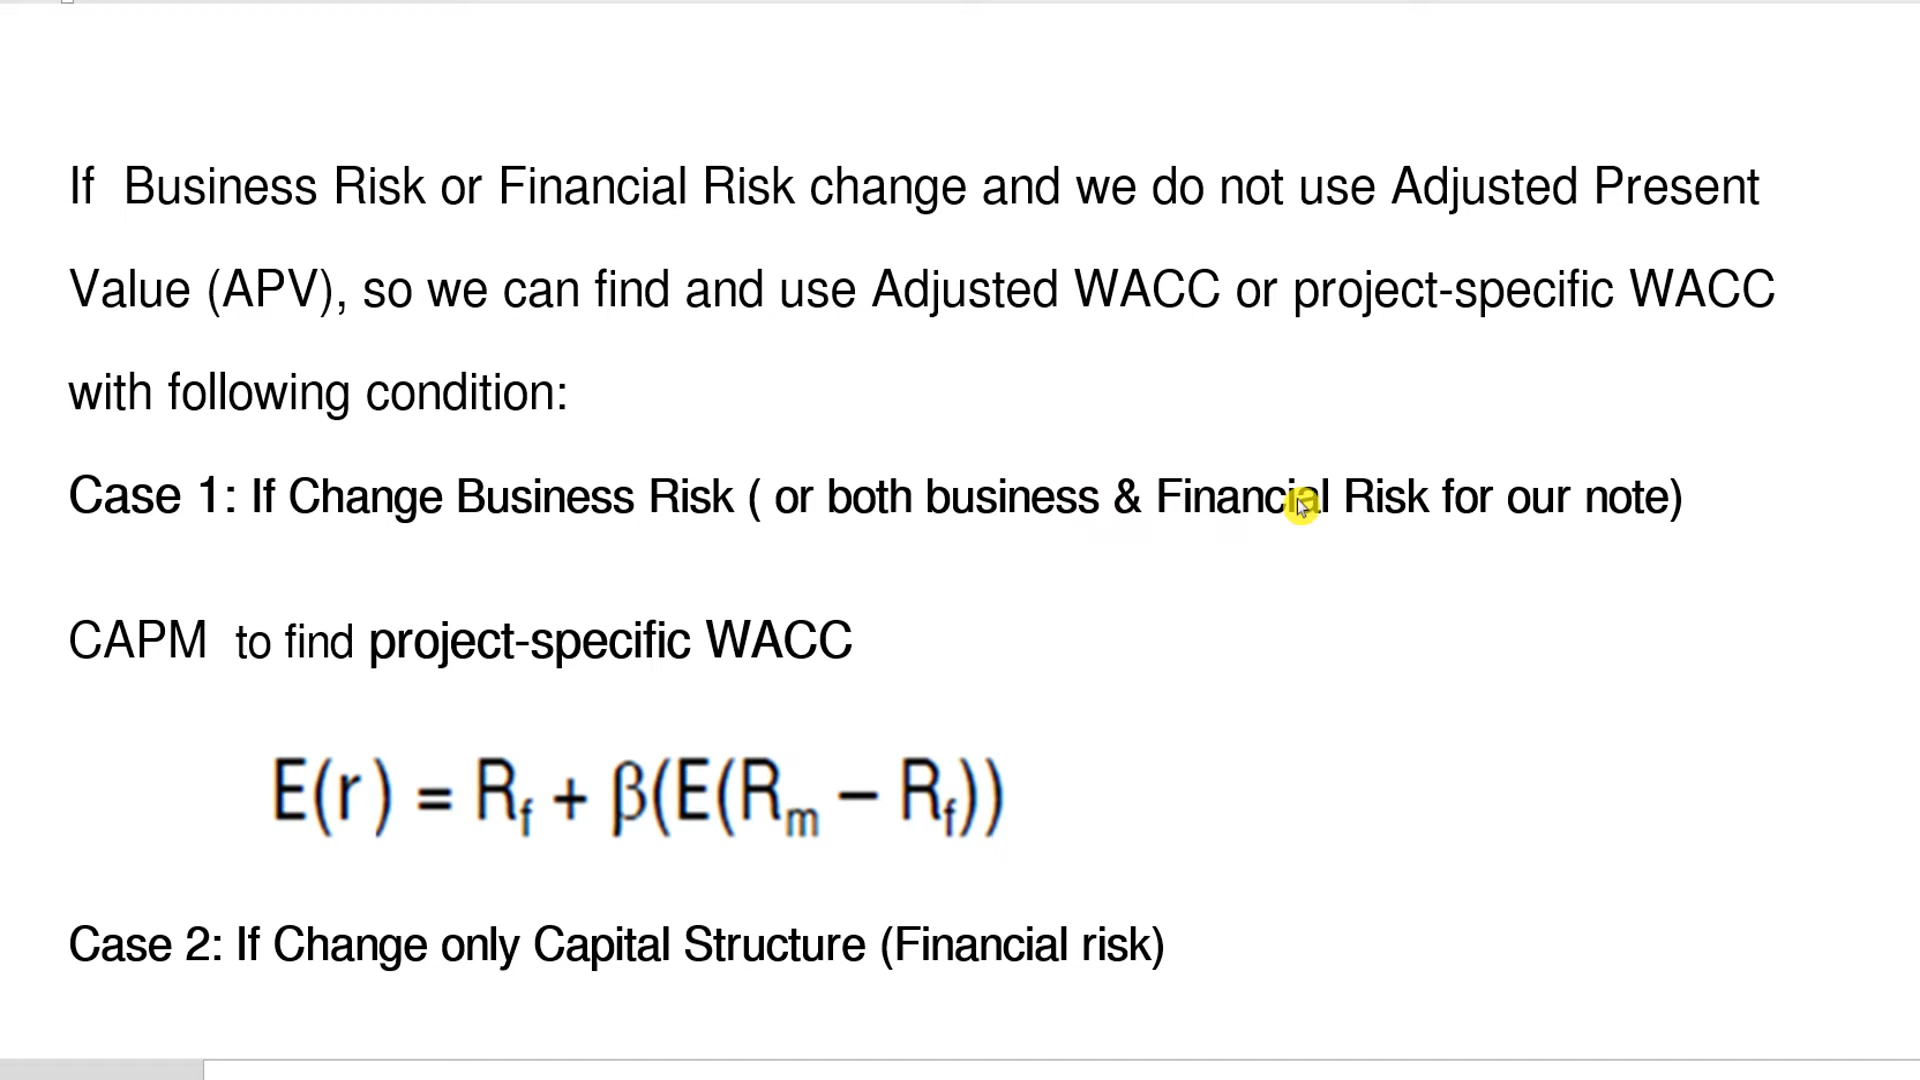 If Business Risk or Financial Risk change and we do not use Adjusted Present
Value (APV), so we can find and use Adjusted WACC or project-specific WACC
with following condition:
Case 1: If Change Business Risk ( or both business & Financial Risk for our note)
CAPM to find project-specific WACC
E(r) = Rf + β(E(Rm – Rf))
Case 2: If Change only Capital Structure (Financial risk)